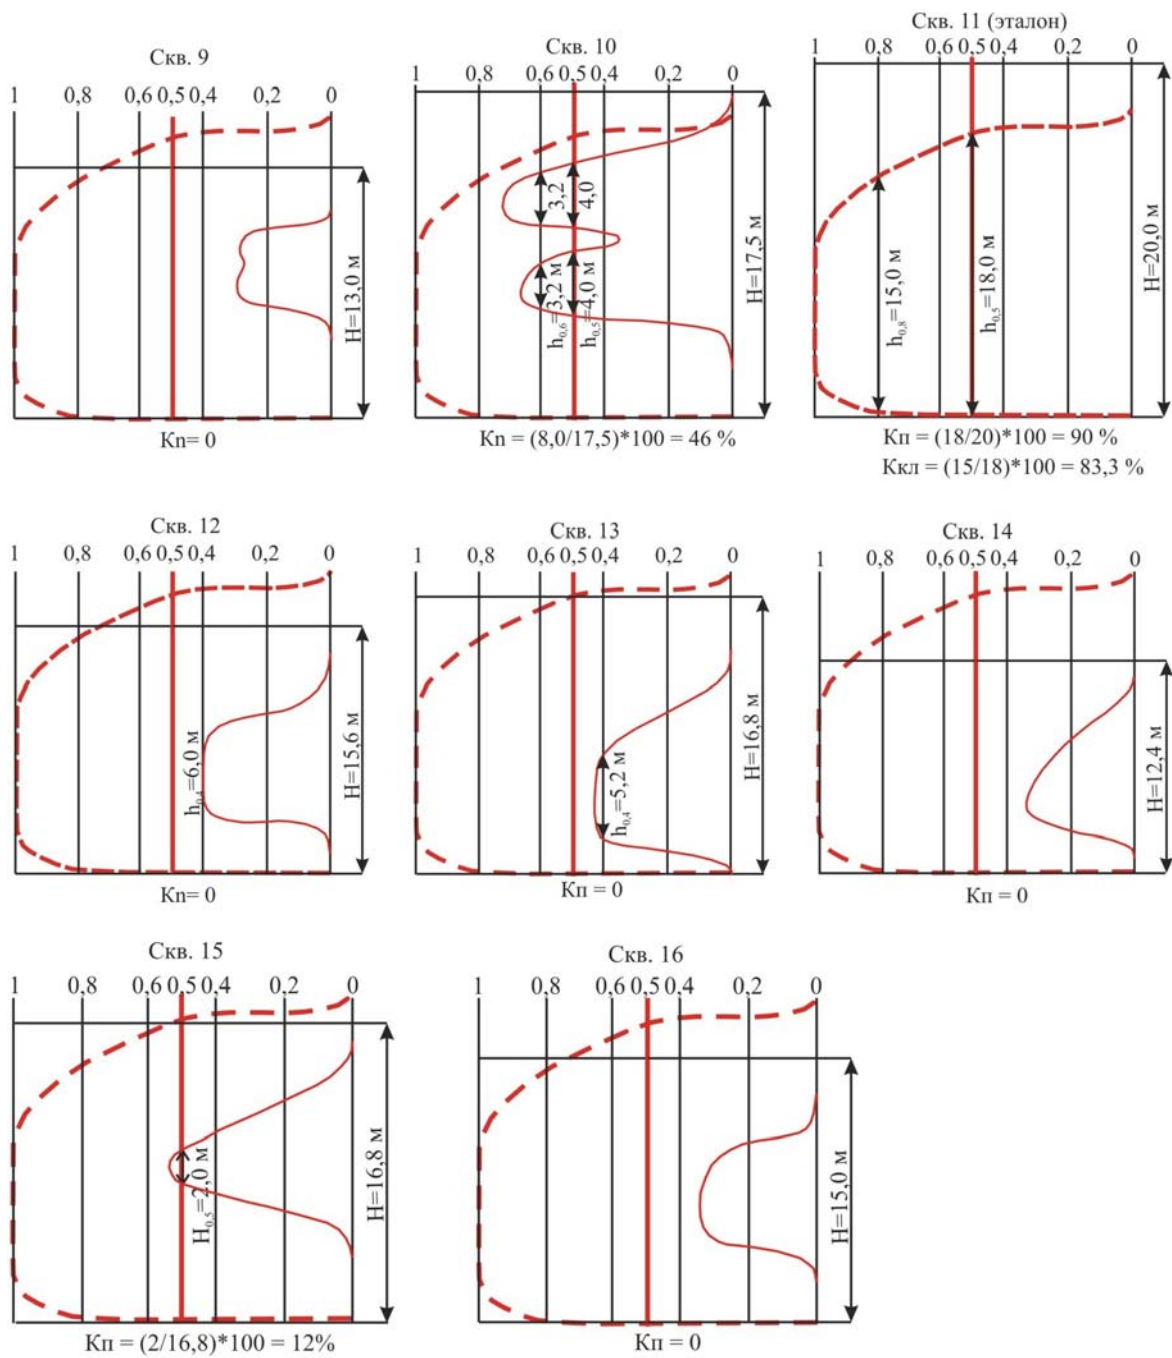 Скв. 9
1 0,8 0,6 0,5 0,4 0,2 0
H=13,0 м
Kn= 0
Скв. 10
1 0,8 0,6 0,5 0,4 0,2 0
3,2
4,0
h0,6=3,2 м
h0,5=4,0 м
H=17,5 м
Kn = (8,0/17,5)*100 = 46 %
Скв. 11 (эталон)
1 0,8 0,6 0,5 0,4 0,2 0
h0,8=15,0 м
h0,5=18,0 м
H=20,0 м
Кп = (18/20)*100 = 90 %
Ккл = (15/18)*100 = 83,3 %
Скв. 12
1 0,8 0,6 0,5 0,4 0,2 0
h0,4=6,0 м
H=15,6 м
Kn= 0
Скв. 13
1 0,8 0,6 0,5 0,4 0,2 0
h0,4=5,2 м
H=16,8 м
Кп = 0
Скв. 14
1 0,8 0,6 0,5 0,4 0,2 0
H=12,4 м
Кп = 0
Скв. 15
1 0,8 0,6 0,5 0,4 0,2 0
H0,5=2,0 м
H=16,8 м
Кп = (2/16,8)*100 = 12%
Скв. 16
1 0,8 0,6 0,5 0,4 0,2 0
H=15,0 м
Кп = 0